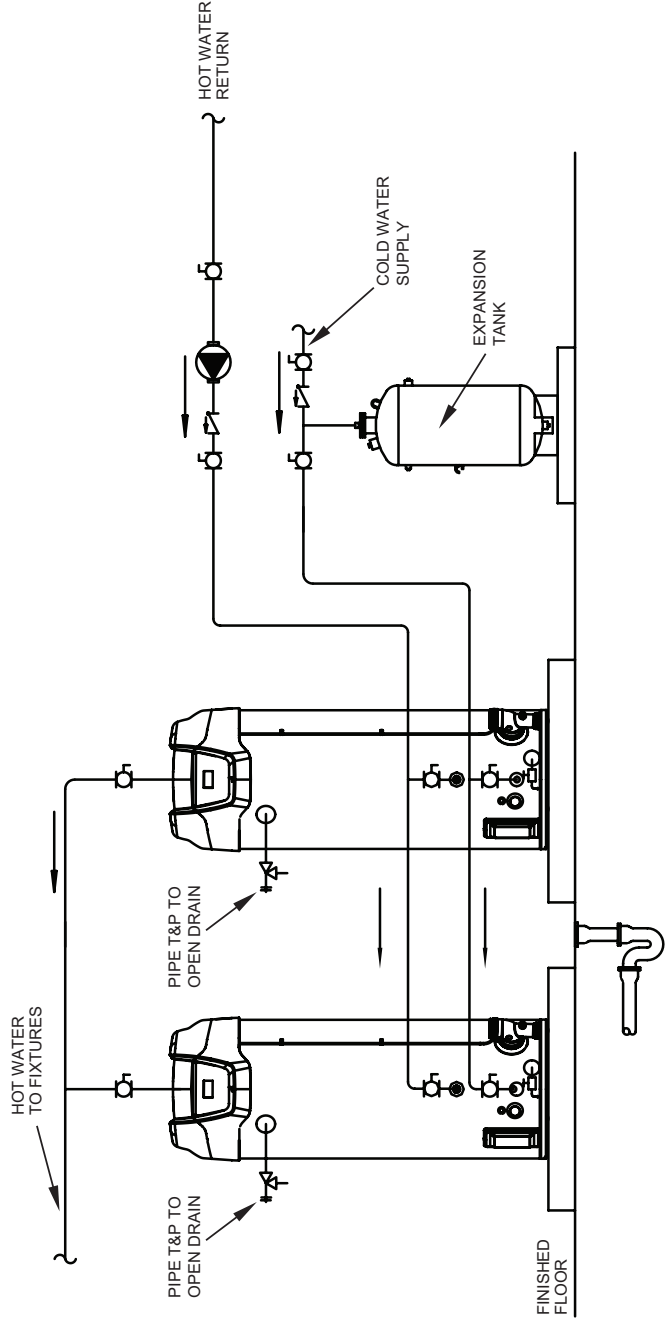 HOT WATER
TO FIXTURES
PIPE T&P TO
OPEN DRAIN
PIPE T&P TO
OPEN DRAIN
HOT WATER
RETURN
COLD WATER
SUPPLY
EXPANSION
TANK
FINISHED
FLOOR